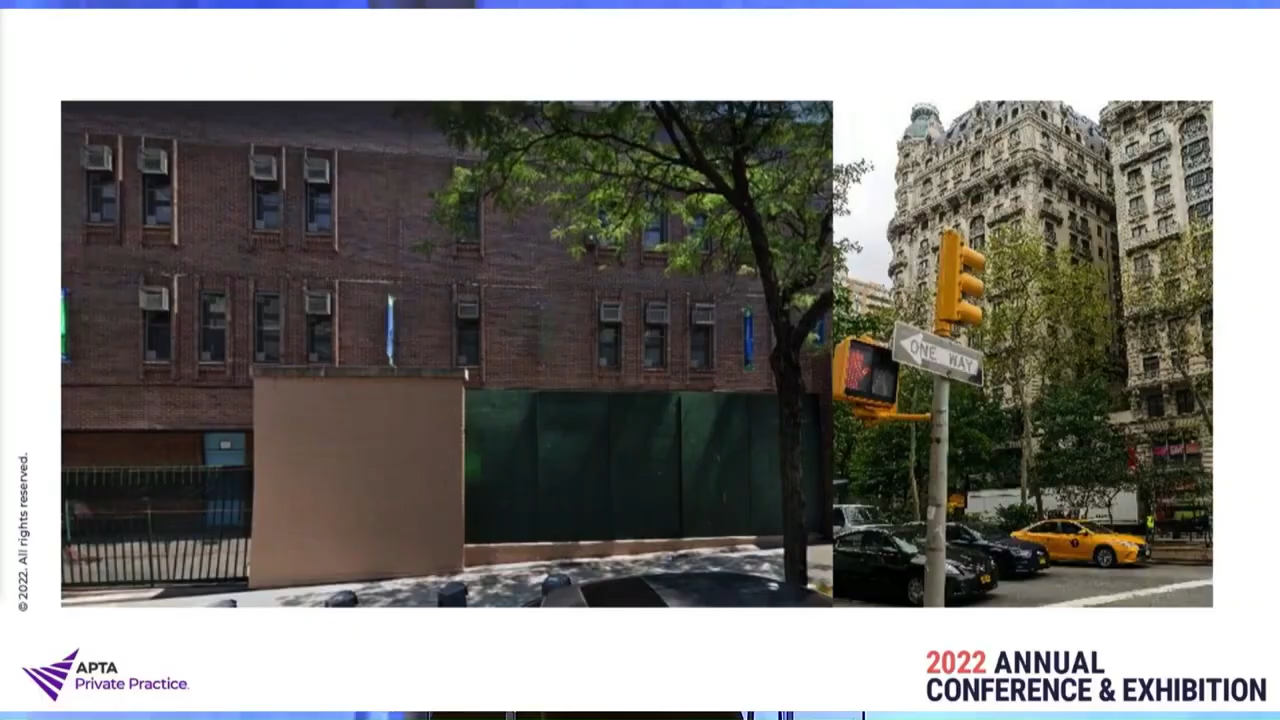 ONE WAY
© 2022. All rights reserved.
APTA
Private Practice.
2022 ANNUAL
CONFERENCE & EXHIBITION